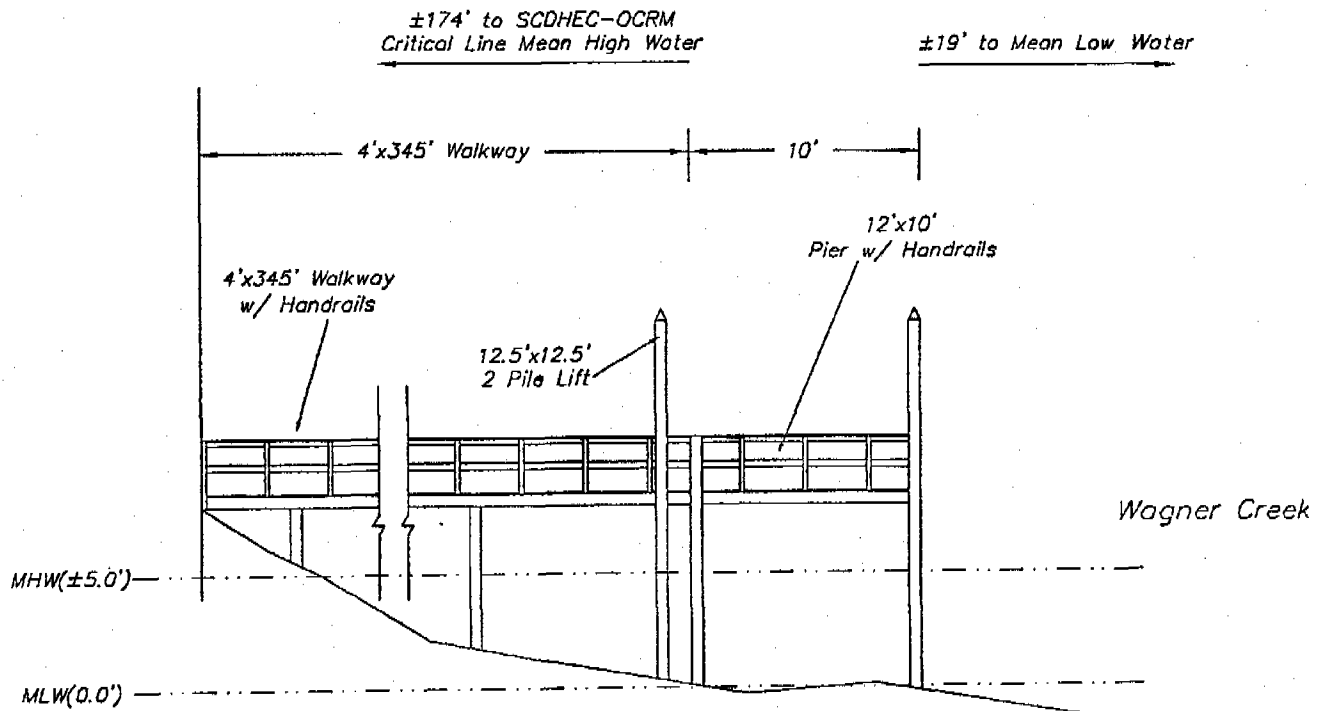 ±174' to SCDHEC-OCRM
Critical Line Mean High Water
±19' to Mean Low Water
4'x345' Walkway
10'
12'x10'
Pier w/ Handrails
4'x345' Walkway
w/ Handrails
12.5'x12.5'
2 Pile Lift
Wagner Creek
MHW(±5.0')
MLW(0.0')